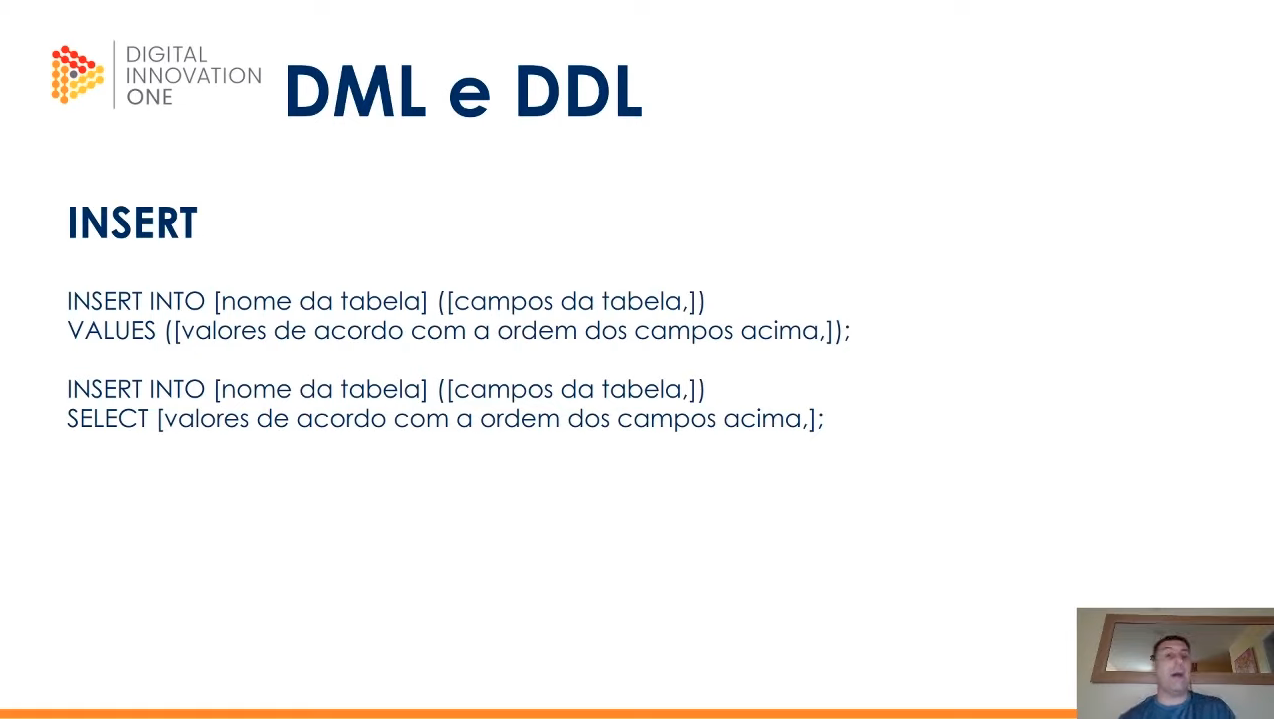 DIGITAL
INNOVATION
ONE
DML e DDL
INSERT
INSERT INTO [nome da tabela] ([campos da tabela,])
VALUES ([valores de acordo com a ordem dos campos acima,]);
INSERT INTO [nome da tabela] ([campos da tabela,])
SELECT [valores de acordo com a ordem dos campos acima,];